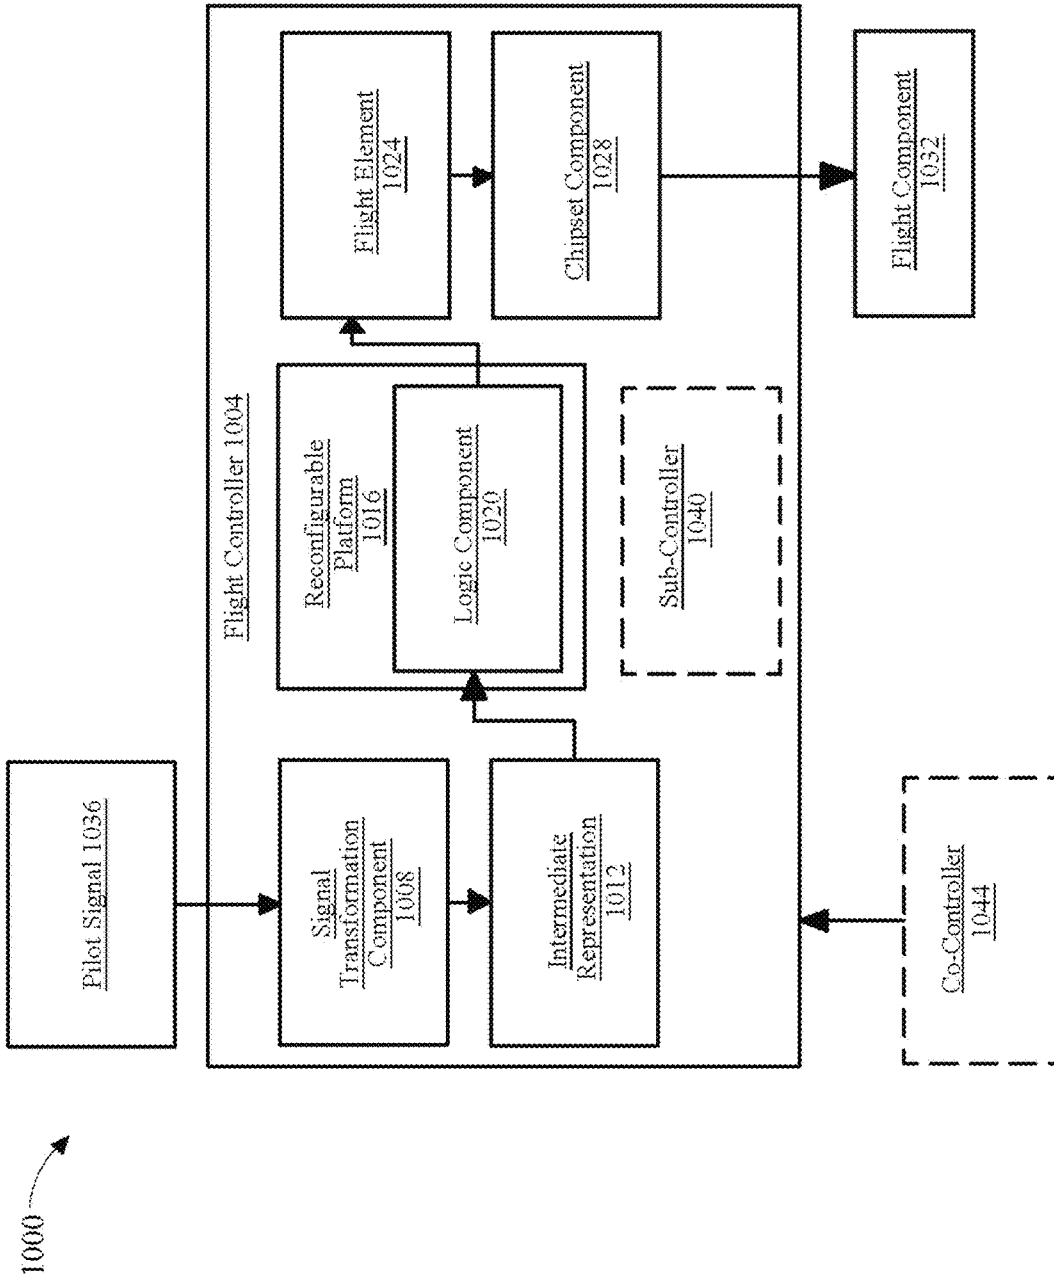 1000
Pilot Signal 1036
Flight Controller 1004
Signal
Transformation
Component
1008
Intermediate
Representation
1012
Reconfigurable
Platform
1016
Logic Component
1020
Flight Element
1024
Chipset Component
1028
Sub-Controller
1040
Co-Controller
1044
Flight Component
1032